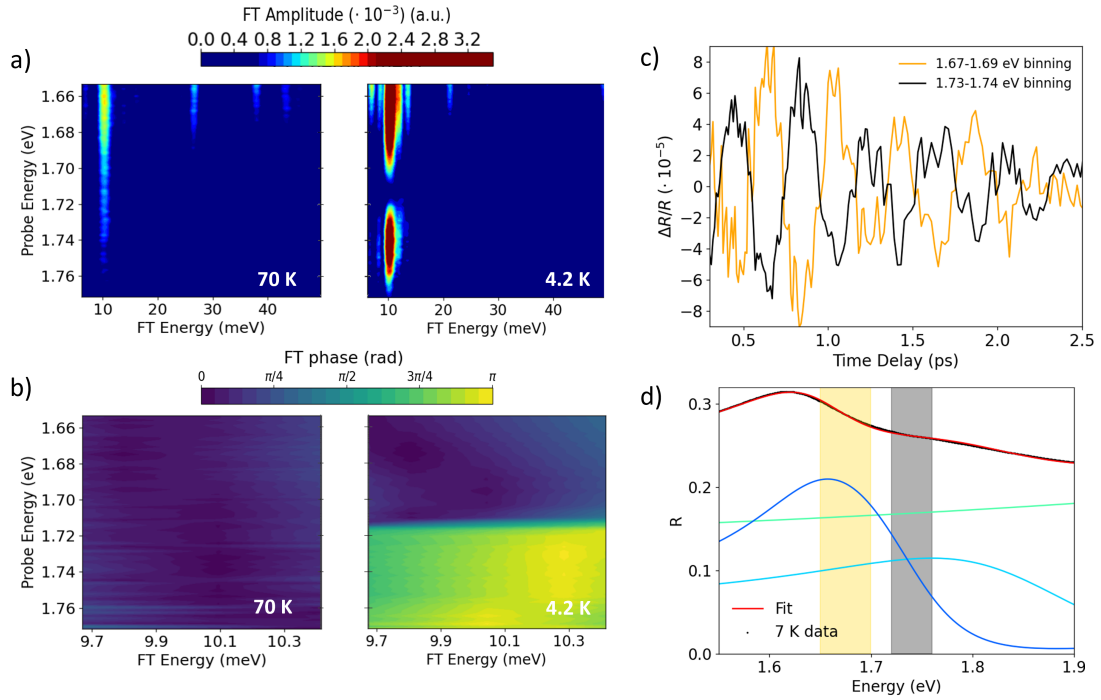 a)
FT Amplitude (· 10⁻³) (a.u.)
0.0 0.4 0.8 1.2 1.6 2.0 2.4 2.8 3.2
Probe Energy (eV)
1.66
1.68
1.70
1.72
1.74
1.76
70 K
4.2 K
10 20 30 40
10 20 30 40
FT Energy (meV)
FT Energy (meV)
b)
FT phase (rad)
0 π/4 π/2 3π/4 π
Probe Energy (eV)
1.66
1.68
1.70
1.72
1.74
1.76
70 K
4.2 K
9.7 9.9 10.1 10.3
9.7 9.9 10.1 10.3
FT Energy (meV)
FT Energy (meV)
c)
1.67-1.69 eV binning
1.73-1.74 eV binning
ΔR/R (· 10⁻⁵)
8
6
4
2
0
−2
−4
−6
−8
0.5 1.0 1.5 2.0 2.5
Time Delay (ps)
d)
R
0.3
0.2
0.1
0.0
Fit
7 K data
1.6 1.7 1.8 1.9
Energy (eV)